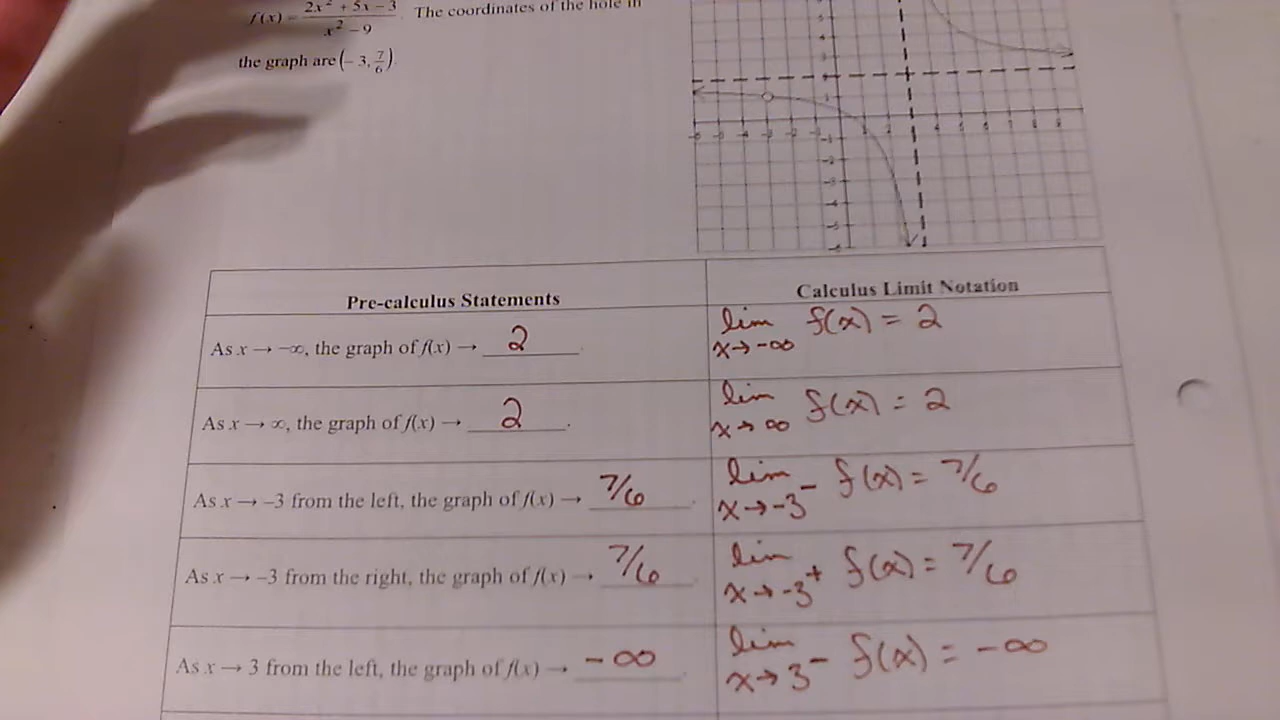 f(x) = (2x² + 5x − 3)/(x² − 9). The coordinates of the hole in
the graph are (−3, 7/6).
Pre-calculus Statements
Calculus Limit Notation
As x → −∞, the graph of f(x) → 2.
lim x→−∞ f(x) = 2
As x → ∞, the graph of f(x) → 2.
lim x→∞ f(x) = 2
As x → −3 from the left, the graph of f(x) → 7/6.
lim x→−3⁻ f(x) = 7/6
As x → −3 from the right, the graph of f(x) → 7/6.
lim x→−3⁺ f(x) = 7/6
As x → 3 from the left, the graph of f(x) → −∞.
lim x→3⁻ f(x) = −∞